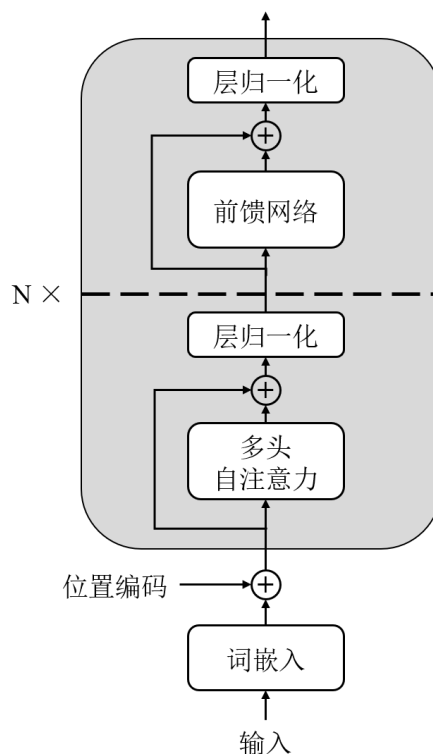 层归一化
+
前馈网络
N ×
层归一化
+
多头
自注意力
位置编码
+
词嵌入
输入